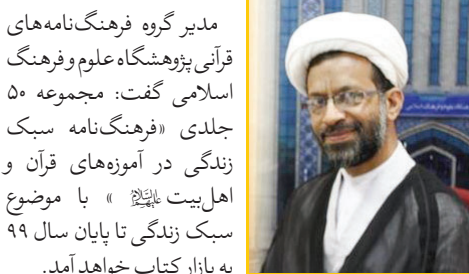 مدیر گروه فرهنگ‌نامه‌های
قرآنی پژوهشگاه علوم و فرهنگ
اسلامی گفت: مجموعه ۵۰
جلدی «فرهنگ‌نامه سبک
زندگی در آموزه‌های قرآن و
اهل‌بیت علیهم‌السلام » با موضوع
سبک زندگی تا پایان سال ۹۹
به بازار کتاب خواهد آمد.